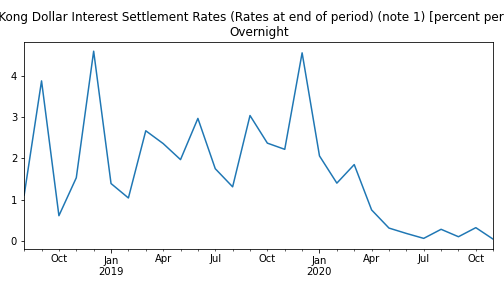 Kong Dollar Interest Settlement Rates (Rates at end of period) (note 1) [percent per
Overnight
4
3
2
1
0
Oct Jan Apr Jul Oct Jan Apr Jul Oct
2019 2020